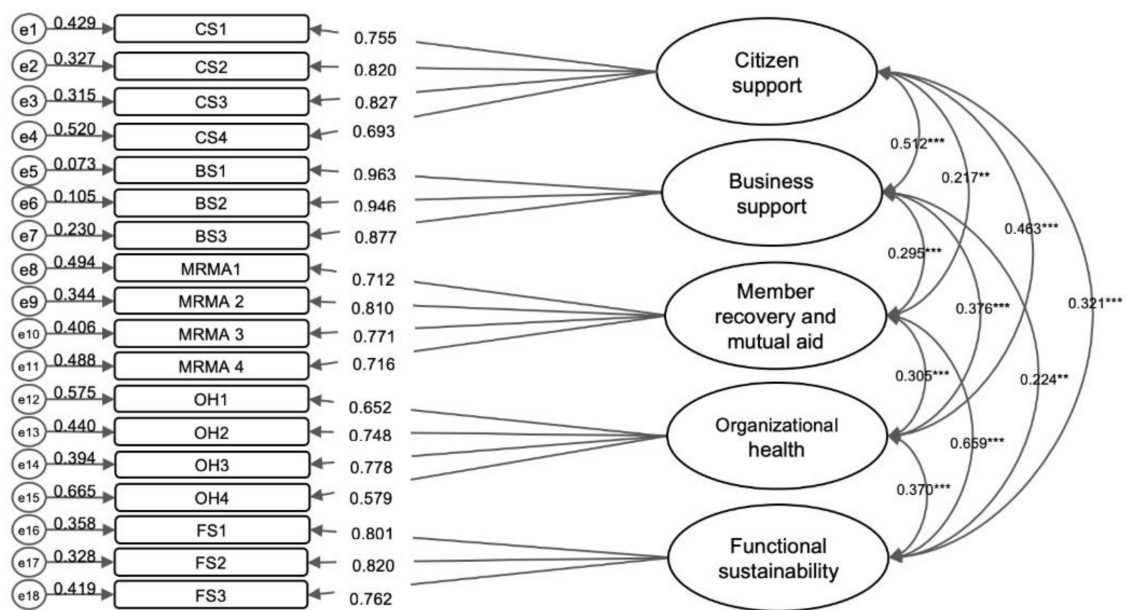 e1 0.429 CS1 0.755
e2 0.327 CS2 0.820
e3 0.315 CS3 0.827
e4 0.520 CS4 0.693
e5 0.073 BS1 0.963
e6 0.105 BS2 0.946
e7 0.230 BS3 0.877
e8 0.494 MRMA1 0.712
e9 0.344 MRMA 2 0.810
e10 0.406 MRMA 3 0.771
e11 0.488 MRMA 4 0.716
e12 0.575 OH1 0.652
e13 0.440 OH2 0.748
e14 0.394 OH3 0.778
e15 0.665 OH4 0.579
e16 0.358 FS1 0.801
e17 0.328 FS2 0.820
e18 0.419 FS3 0.762
Citizen
support
Business
support
Member
recovery and
mutual aid
Organizational
health
Functional
sustainability
0.512***
0.217**
0.463***
0.295***
0.376***
0.321***
0.305***
0.224**
0.659***
0.370***